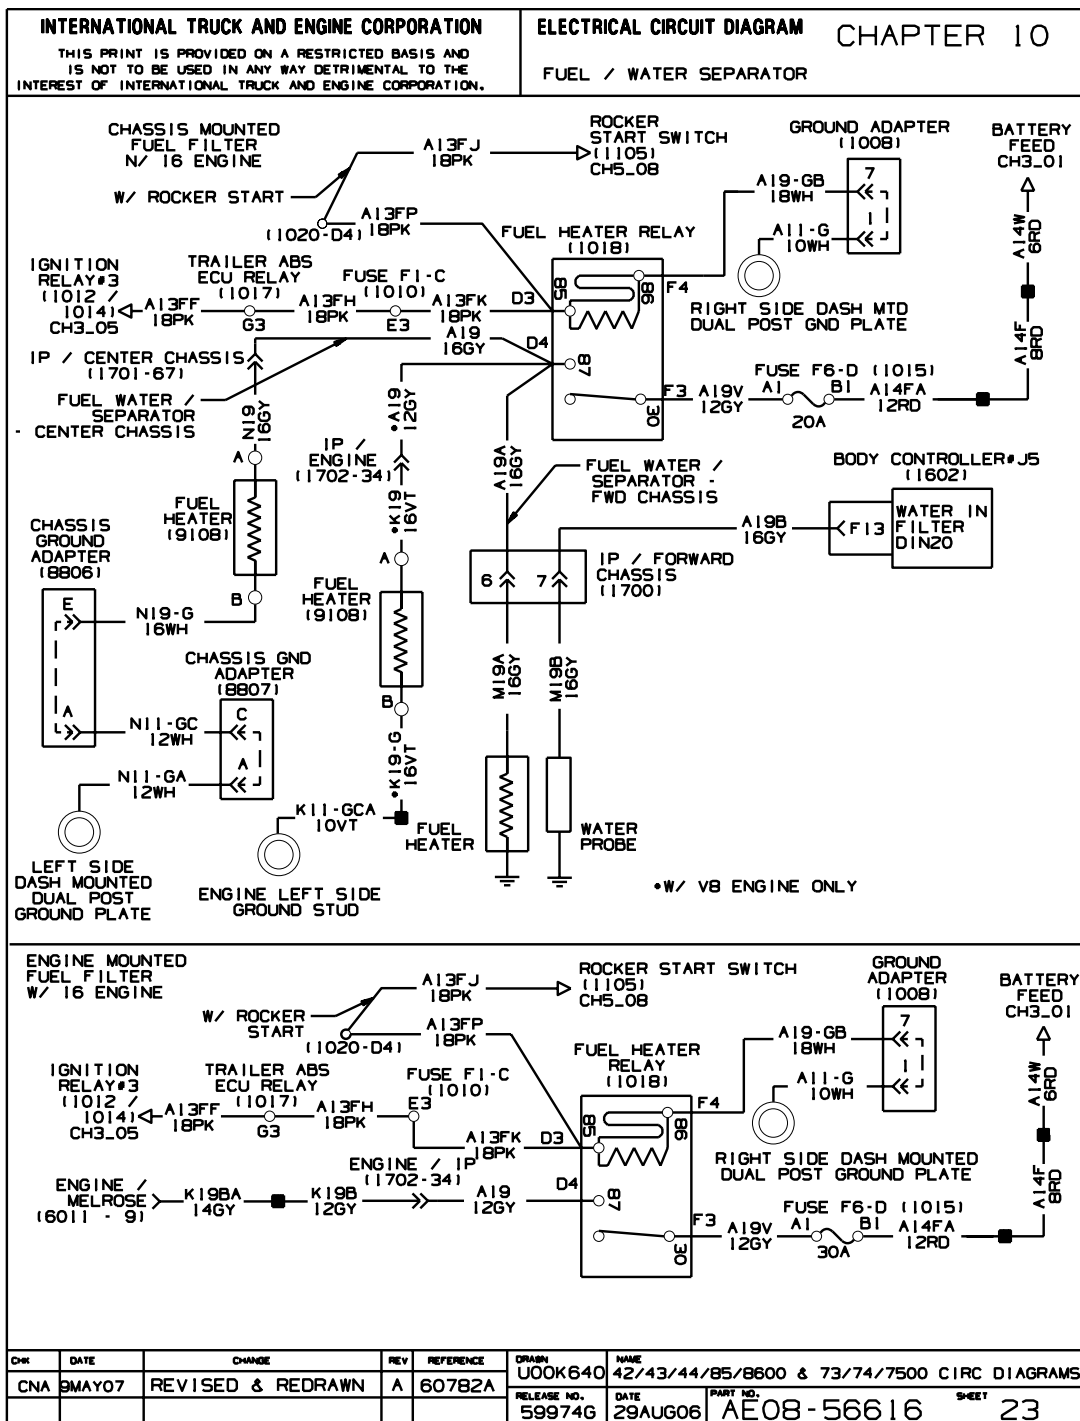 INTERNATIONAL TRUCK AND ENGINE CORPORATION
THIS PRINT IS PROVIDED ON A RESTRICTED BASIS AND
IS NOT TO BE USED IN ANY WAY DETRIMENTAL TO THE
INTEREST OF INTERNATIONAL TRUCK AND ENGINE CORPORATION.
ELECTRICAL CIRCUIT DIAGRAM
CHAPTER 10
FUEL / WATER SEPARATOR
CHASSIS MOUNTED
FUEL FILTER
N/ I6 ENGINE
W/ ROCKER START
A13FJ
18PK
ROCKER
START SWITCH
(1105)
CH5_08
A13FP
18PK
(1020-D4)
GROUND ADAPTER
(1008)
7
1
A19-GB
18WH
A11-G
10WH
BATTERY
FEED
CH3_01
A14W
6RD
A14F
8RD
FUEL HEATER RELAY
(1018)
85
86
87
30
F4
F3
D3
D4
RIGHT SIDE DASH MTD
DUAL POST GND PLATE
IGNITION
RELAY#3
(1012 /
1014)
CH3_05
A13FF
18PK
TRAILER ABS
ECU RELAY
(1017)
G3
A13FH
18PK
FUSE F1-C
(1010)
E3
A13FK
18PK
A19
16GY
IP / CENTER CHASSIS
(1701-67)
FUEL WATER /
SEPARATOR
- CENTER CHASSIS
N19
16GY
*A19
12GY
IP /
ENGINE
(1702-34)
*K19
16VT
A19A
16GY
FUEL WATER /
SEPARATOR -
FWD CHASSIS
A19V
12GY
FUSE F6-D (1015)
A1
B1
20A
A14FA
12RD
BODY CONTROLLER#J5
(1602)
F13
WATER IN
FILTER
DIN20
A19B
16GY
IP / FORWARD
CHASSIS
(1700)
6
7
A
FUEL
HEATER
(9108)
B
CHASSIS
GROUND
ADAPTER
(8806)
E
A
N19-G
16WH
CHASSIS GND
ADAPTER
(8807)
C
A
N11-GC
12WH
N11-GA
12WH
LEFT SIDE
DASH MOUNTED
DUAL POST
GROUND PLATE
A
FUEL
HEATER
(9108)
B
*K19-G
16VT
K11-GCA
10VT
ENGINE LEFT SIDE
GROUND STUD
M19A
16GY
M19B
16GY
FUEL
HEATER
WATER
PROBE
*W/ V8 ENGINE ONLY
ENGINE MOUNTED
FUEL FILTER
W/ I6 ENGINE
W/ ROCKER
START
A13FJ
18PK
ROCKER START SWITCH
(1105)
CH5_08
A13FP
18PK
(1020-D4)
GROUND
ADAPTER
(1008)
7
1
A19-GB
18WH
A11-G
10WH
BATTERY
FEED
CH3_01
A14W
6RD
A14F
8RD
FUEL HEATER
RELAY
(1018)
85
86
87
30
F4
F3
D3
D4
RIGHT SIDE DASH MOUNTED
DUAL POST GROUND PLATE
IGNITION
RELAY#3
(1012 /
1014)
CH3_05
A13FF
18PK
TRAILER ABS
ECU RELAY
(1017)
G3
A13FH
18PK
FUSE F1-C
(1010)
E3
A13FK
18PK
ENGINE /
MELROSE
(6011 - 9)
K19BA
14GY
K19B
12GY
ENGINE / IP
(1702-34)
A19
12GY
A19V
12GY
FUSE F6-D (1015)
A1
B1
30A
A14FA
12RD
CHK DATE CHANGE REV REFERENCE
CNA 9MAY07 REVISED & REDRAWN A 60782A
DRAWN
U00K640
NAME
42/43/44/85/8600 & 73/74/7500 CIRC DIAGRAMS
RELEASE NO.
59974G
DATE
29AUG06
PART NO.
AE08-56616
SHEET
23